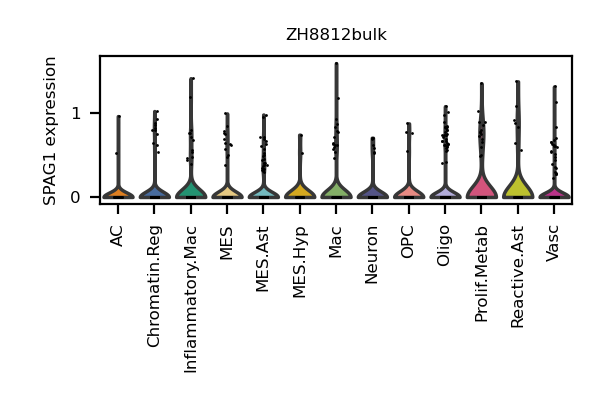 ZH8812bulk
SPAG1 expression
1
0
AC
Chromatin.Reg
Inflammatory.Mac
MES
MES.Ast
MES.Hyp
Mac
Neuron
OPC
Oligo
Prolif.Metab
Reactive.Ast
Vasc